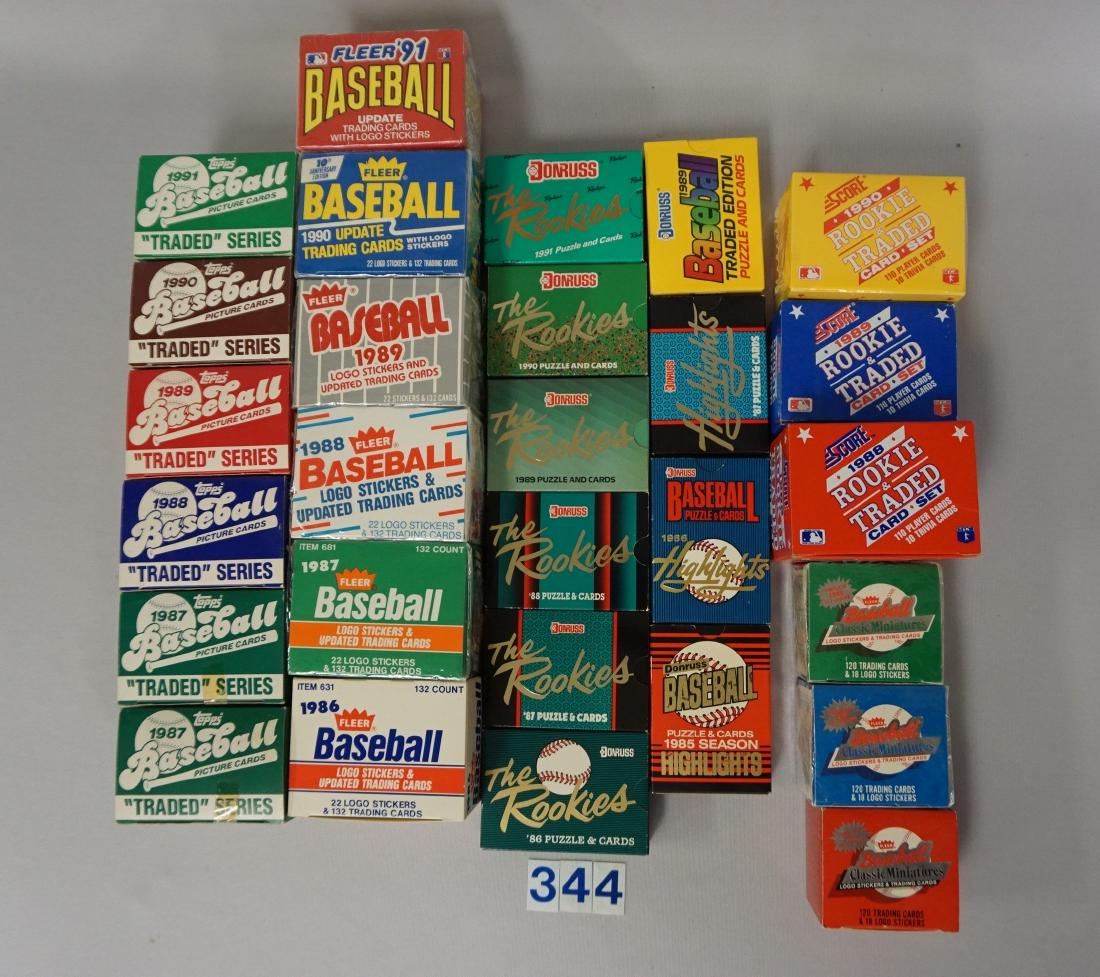 1991 Topps
Baseball
PICTURE CARDS
"TRADED" SERIES
1990 Topps
Baseball
PICTURE CARDS
"TRADED" SERIES
1989 Topps
Baseball
PICTURE CARDS
"TRADED" SERIES
1988 Topps
Baseball
PICTURE CARDS
"TRADED" SERIES
1987 Topps
Baseball
PICTURE CARDS
"TRADED" SERIES
1987 Topps
Baseball
PICTURE CARDS
"TRADED" SERIES
FLEER '91
BASEBALL
UPDATE
TRADING CARDS
WITH LOGO STICKERS
10th
ANNIVERSARY
EDITION
FLEER
BASEBALL
1990 UPDATE
TRADING CARDS
WITH LOGO
STICKERS
22 LOGO STICKERS & 132 TRADING CARDS
FLEER
BASEBALL
1989
LOGO STICKERS AND
UPDATED TRADING CARDS
22 STICKERS & 132 CARDS
1988 FLEER
BASEBALL
LOGO STICKERS &
UPDATED TRADING CARDS
22 LOGO STICKERS
& 132 TRADING CARDS
ITEM 681 132 COUNT
1987
FLEER
Baseball
LOGO STICKERS &
UPDATED TRADING CARDS
22 LOGO STICKERS
& 132 TRADING CARDS
ITEM 631 132 COUNT
1986
FLEER
Baseball
LOGO STICKERS &
UPDATED TRADING CARDS
22 LOGO STICKERS
& 132 TRADING CARDS
DONRUSS
The
Rookies
1991 Puzzle and Cards
DONRUSS
The
Rookies
1990 PUZZLE AND CARDS
DONRUSS
The
Rookies
1989 PUZZLE AND CARDS
DONRUSS
The
Rookies
'88 PUZZLE & CARDS
DONRUSS
The
Rookies
'87 PUZZLE & CARDS
DONRUSS
The
Rookies
'86 PUZZLE & CARDS
DONRUSS
1989
Baseball
TRADED EDITION
PUZZLE AND CARDS
DONRUSS
Highlights
'87 PUZZLE & CARDS
DONRUSS
BASEBALL
PUZZLE & CARDS
1986
Highlights
Donruss
BASEBALL
PUZZLE & CARDS
1985 SEASON
HIGHLIGHTS
SCORE
1990
ROOKIE
&
TRADED
CARD • SET
110 PLAYER CARDS
10 TRIVIA CARDS
SCORE
1989
ROOKIE
&
TRADED
CARD • SET
110 PLAYER CARDS
10 TRIVIA CARDS
SCORE
1988
ROOKIE
&
TRADED
CARD • SET
110 PLAYER CARDS
10 TRIVIA CARDS
FLEER
Baseball
Classic Miniatures
LOGO STICKERS & TRADING CARDS
120 TRADING CARDS
& 18 LOGO STICKERS
FLEER
Baseball
Classic Miniatures
LOGO STICKERS & TRADING CARDS
120 TRADING CARDS
& 18 LOGO STICKERS
FLEER
Baseball
Classic Miniatures
LOGO STICKERS & TRADING CARDS
120 TRADING CARDS
& 18 LOGO STICKERS
344